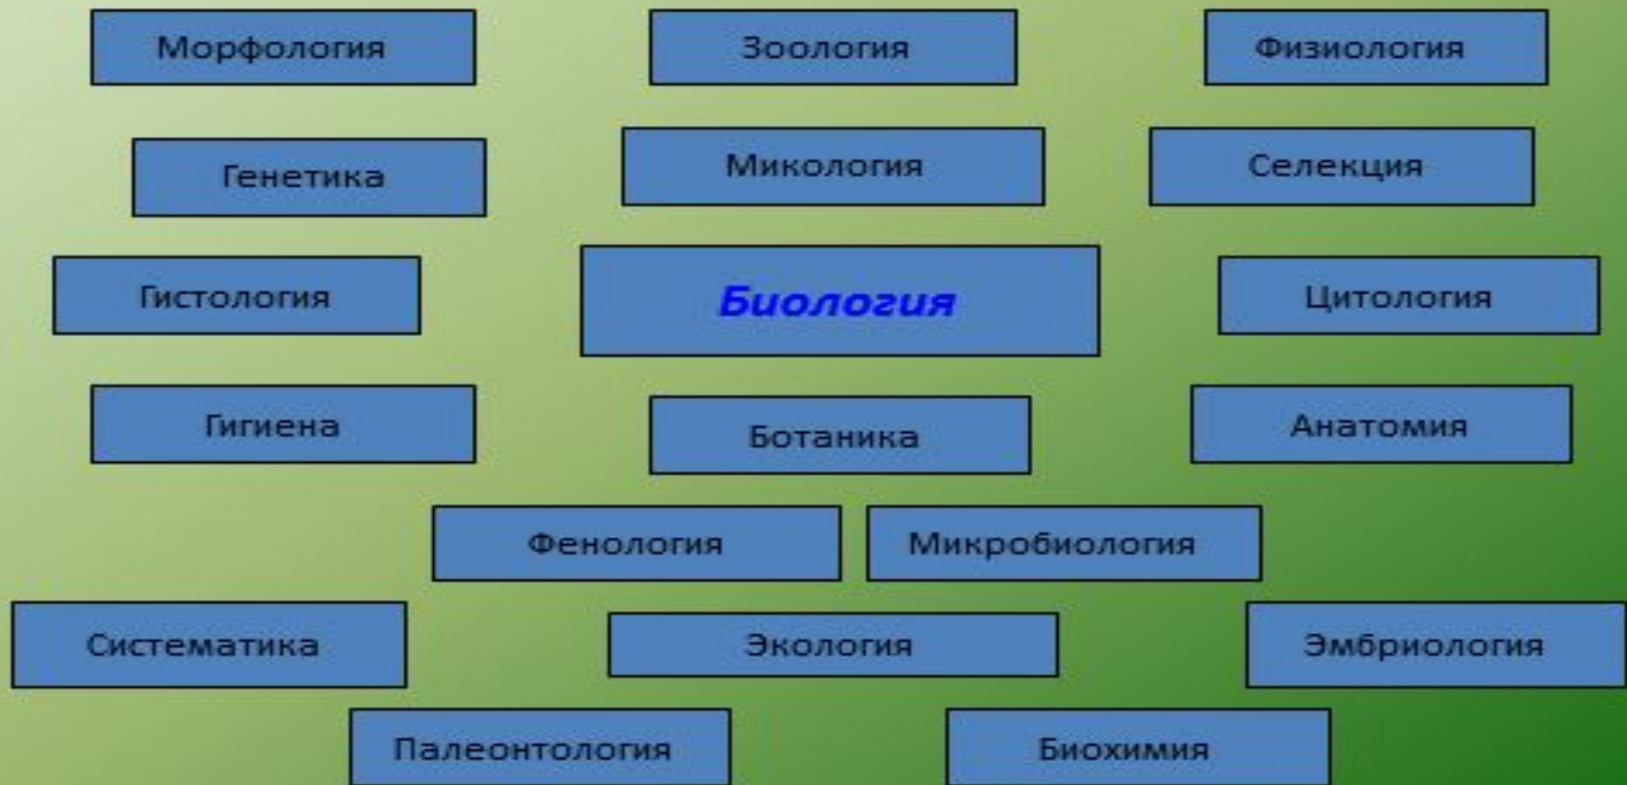 Морфология
Зоология
Физиология
Генетика
Микология
Селекция
Гистология
Биология
Цитология
Гигиена
Ботаника
Анатомия
Фенология
Микробиология
Систематика
Экология
Эмбриология
Палеонтология
Биохимия